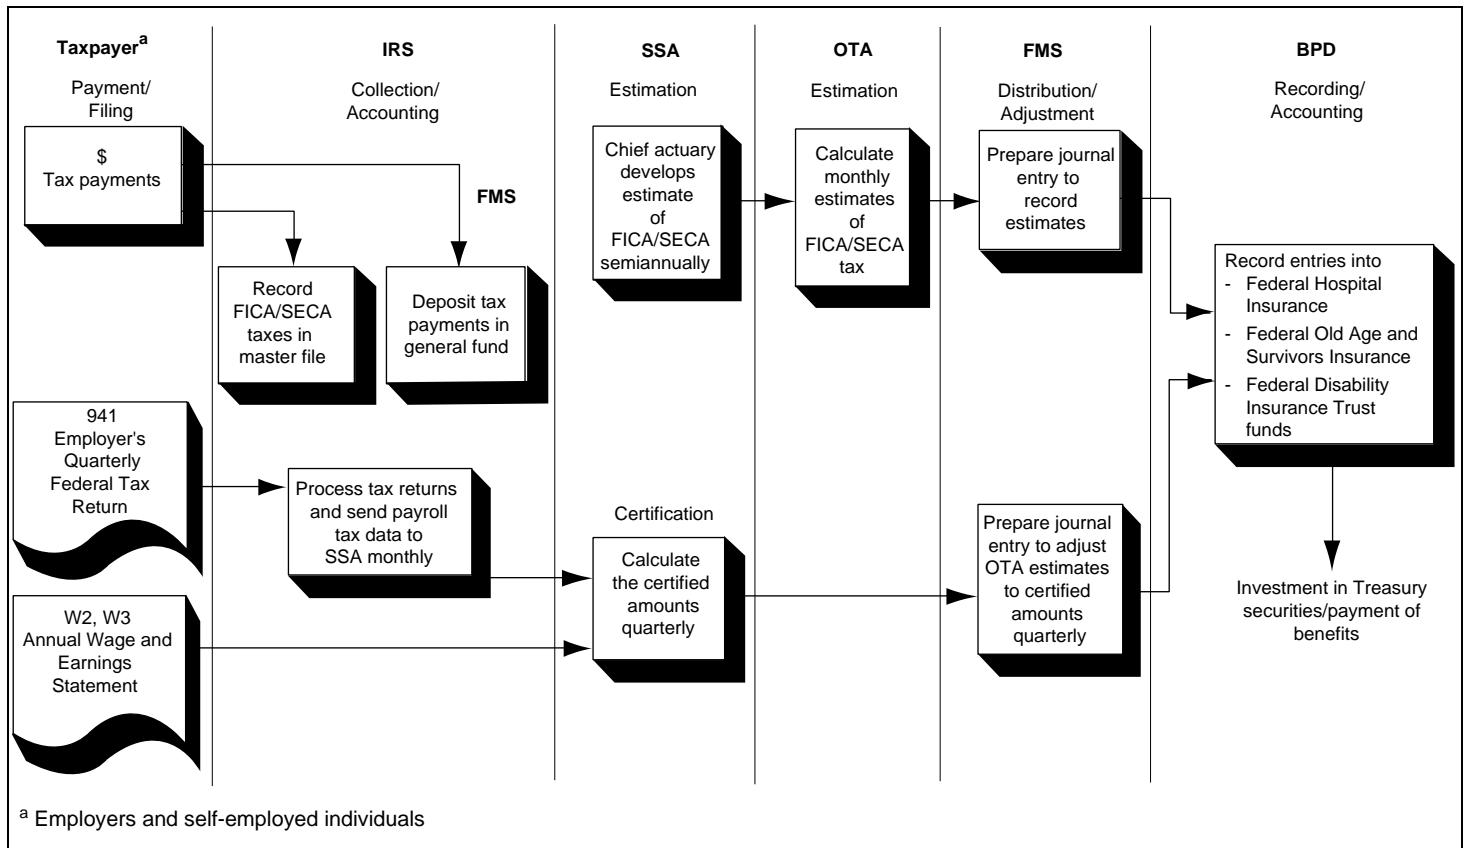 Taxpayer a
Payment/
Filing
$
Tax payments
941
Employer's
Quarterly
Federal Tax
Return
W2, W3
Annual Wage and
Earnings
Statement
IRS
Collection/
Accounting
FMS
Record
FICA/SECA
taxes in
master file
Deposit tax
payments in
general fund
Process tax returns
and send payroll
tax data to
SSA monthly
SSA
Estimation
Chief actuary
develops
estimate
of
FICA/SECA
semiannually
Certification
Calculate
the certified
amounts
quarterly
OTA
Estimation
Calculate
monthly
estimates
of
FICA/SECA
tax
FMS
Distribution/
Adjustment
Prepare journal
entry to
record
estimates
Prepare journal
entry to adjust
OTA estimates
to certified
amounts
quarterly
BPD
Recording/
Accounting
Record entries into
- Federal Hospital
Insurance
- Federal Old Age and
Survivors Insurance
- Federal Disability
Insurance Trust
funds
Investment in Treasury
securities/payment of
benefits
a Employers and self-employed individuals